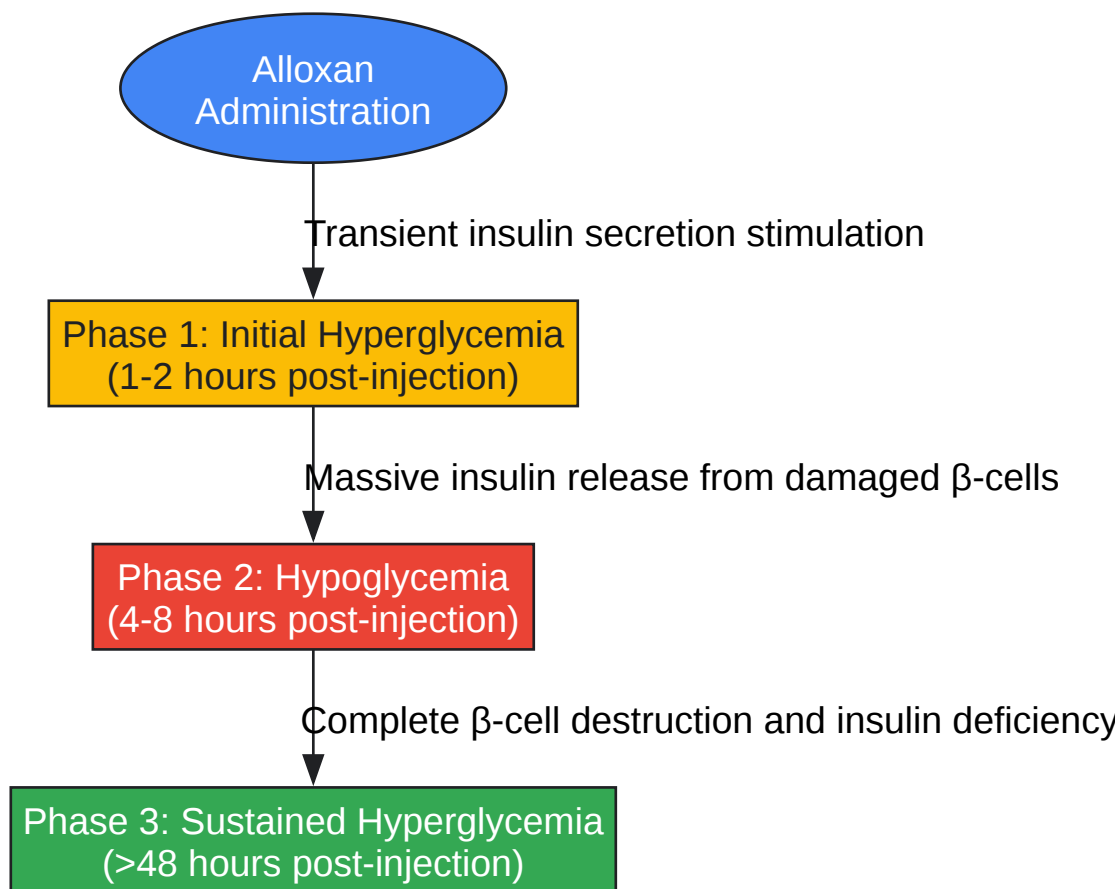 Alloxan
Administration
Transient insulin secretion stimulation
Phase 1: Initial Hyperglycemia
(1-2 hours post-injection)
Massive insulin release from damaged β-cells
Phase 2: Hypoglycemia
(4-8 hours post-injection)
Complete β-cell destruction and insulin deficiency
Phase 3: Sustained Hyperglycemia
(>48 hours post-injection)